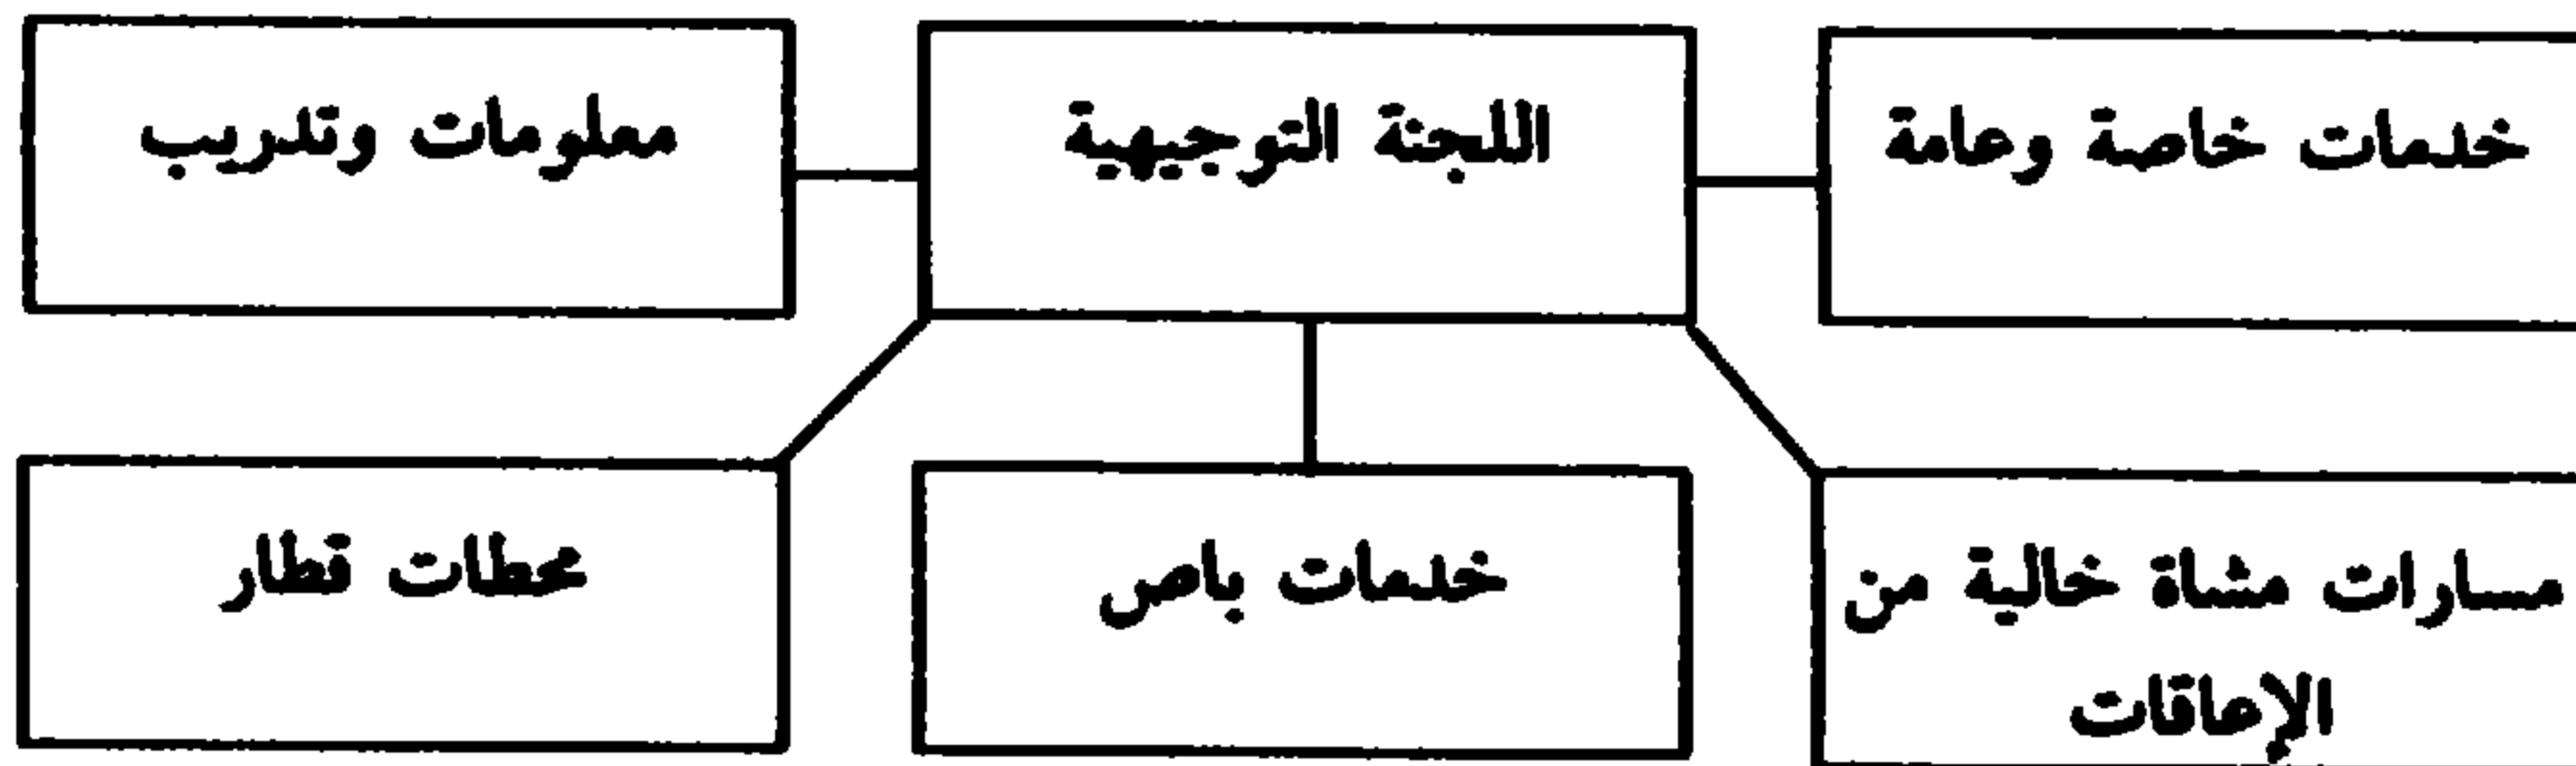 خدمات خاصة وعامة
اللجنة التوجيهية
معلومات وتدريب
مسارات مشاة خالية من
الإعاقات
خدمات باص
محطات قطار